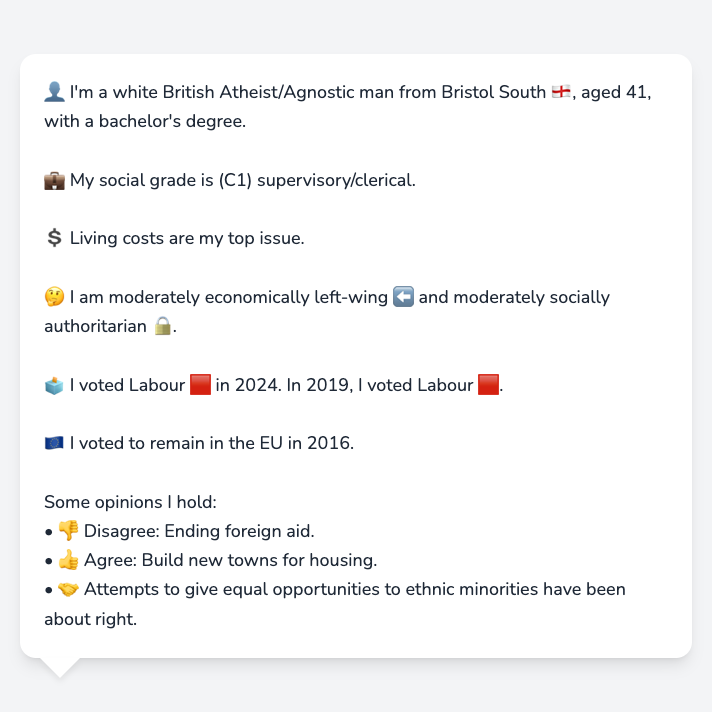 👤 I'm a white British Atheist/Agnostic man from Bristol South 🏴󠁧󠁢󠁥󠁮󠁧󠁿, aged 41,
with a bachelor's degree.
💼 My social grade is (C1) supervisory/clerical.
💲 Living costs are my top issue.
🤔 I am moderately economically left-wing ⬅️ and moderately socially
authoritarian 🔒.
🗳️ I voted Labour 🟥 in 2024. In 2019, I voted Labour 🟥.
🇪🇺 I voted to remain in the EU in 2016.
Some opinions I hold:
• 👎 Disagree: Ending foreign aid.
• 👍 Agree: Build new towns for housing.
• 🤝 Attempts to give equal opportunities to ethnic minorities have been
about right.